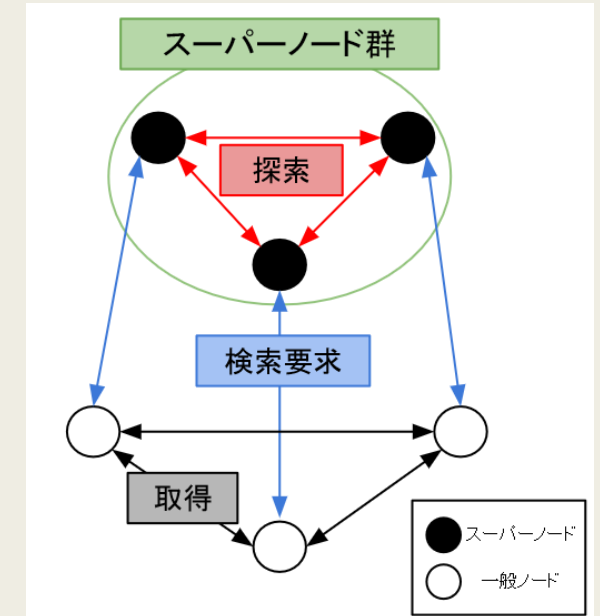 スーパーノード群
探索
検索要求
取得
スーパーノード
一般ノード